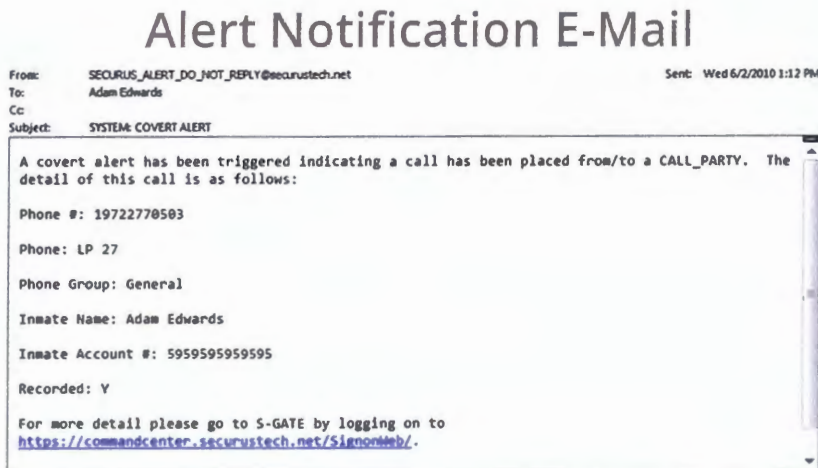 Alert Notification E-Mail
From: SECURUS_ALERT_DO_NOT_REPLY@securustech.net Sent: Wed 6/2/2010 1:12 PM
To: Adam Edwards
Cc:
Subject: SYSTEM: COVERT ALERT
A covert alert has been triggered indicating a call has been placed from/to a CALL_PARTY. The
detail of this call is as follows:
Phone #: 19722770503
Phone: LP 27
Phone Group: General
Inmate Name: Adam Edwards
Inmate Account #: 5959595959595
Recorded: Y
For more detail please go to S-GATE by logging on to
https://commandcenter.securustech.net/SignonWeb/.